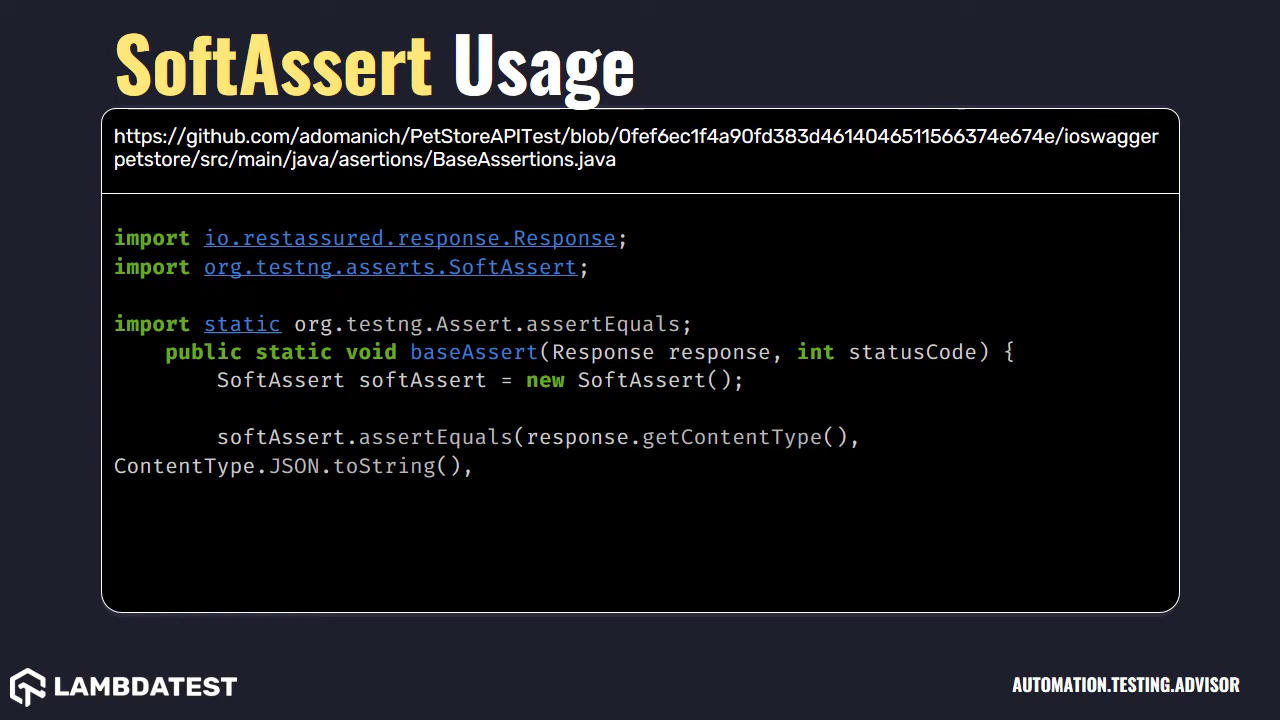 SoftAssert Usage
https://github.com/adomanich/PetStoreAPITest/blob/0fef6ec1f4a90fd383d4614046511566374e674e/ioswagger
petstore/src/main/java/asertions/BaseAssertions.java
import io.restassured.response.Response;
import org.testng.asserts.SoftAssert;
import static org.testng.Assert.assertEquals;
    public static void baseAssert(Response response, int statusCode) {
        SoftAssert softAssert = new SoftAssert();
        softAssert.assertEquals(response.getContentType(),
ContentType.JSON.toString(),
LAMBDATEST
AUTOMATION.TESTING.ADVISOR